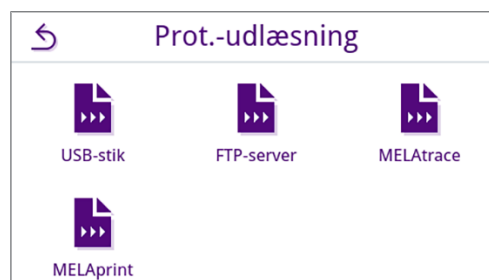 Prot.-udlæsning
USB-stik
FTP-server
MELAtrace
MELAprint